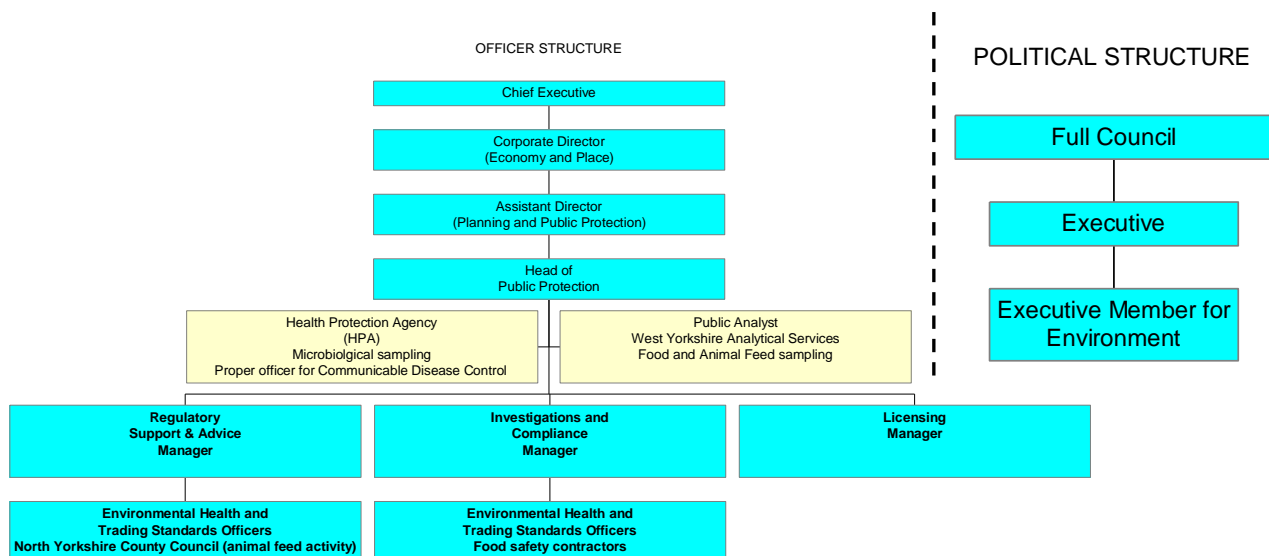 OFFICER STRUCTURE
Chief Executive
Corporate Director
(Economy and Place)
Assistant Director
(Planning and Public Protection)
Head of
Public Protection
Health Protection Agency
(HPA)
Microbiolgical sampling
Proper officer for Communicable Disease Control
Public Analyst
West Yorkshire Analytical Services
Food and Animal Feed sampling
Regulatory
Support & Advice
Manager
Investigations and
Compliance
Manager
Licensing
Manager
Environmental Health and
Trading Standards Officers
North Yorkshire County Council (animal feed activity)
Environmental Health and
Trading Standards Officers
Food safety contractors
POLITICAL STRUCTURE
Full Council
Executive
Executive Member for
Environment